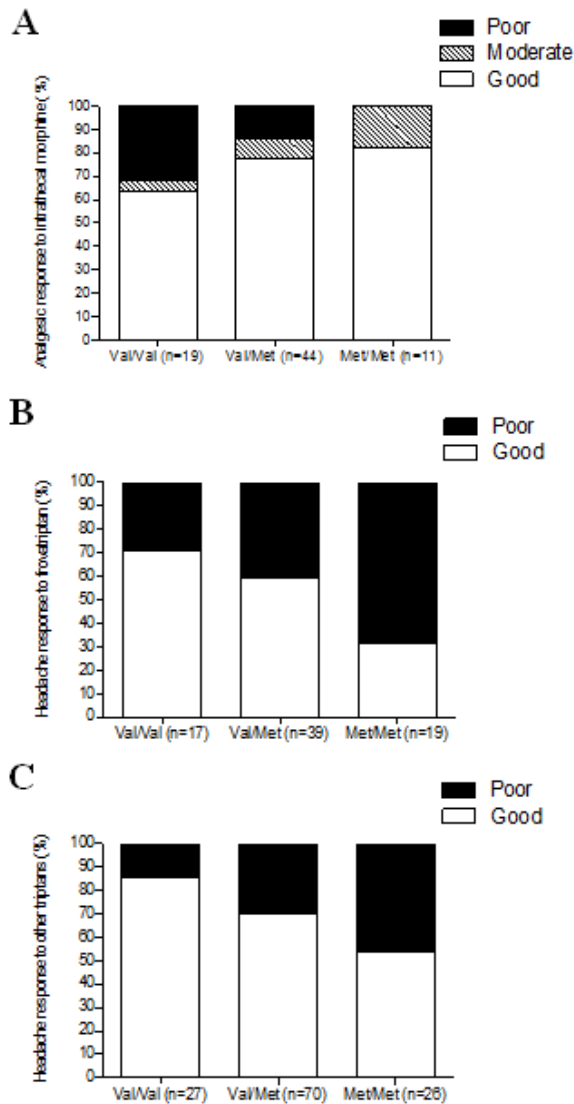 A
Poor
Moderate
Good
Analgesic response to intrathecal morphine (%)
100
90
80
70
60
50
40
30
20
10
0
Val/Val (n=19) Val/Met (n=44) Met/Met (n=11)
B
Poor
Good
Headache response to frovatriptan (%)
100
90
80
70
60
50
40
30
20
10
0
Val/Val (n=17) Val/Met (n=39) Met/Met (n=19)
C
Poor
Good
Headache response to other triptans (%)
100
90
80
70
60
50
40
30
20
10
0
Val/Val (n=27) Val/Met (n=70) Met/Met (n=26)